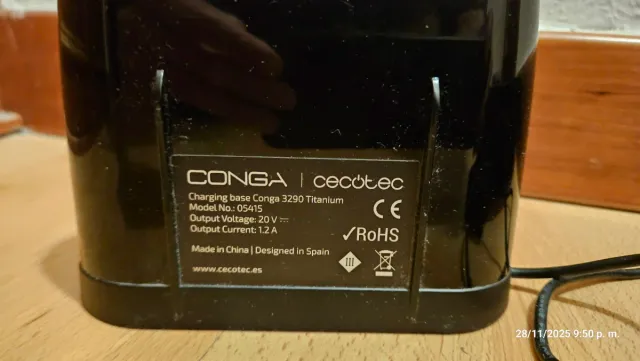 CONGA | cecotec
Charging base Conga 3290 Titanium
Model No.: 05415
Output Voltage: 20 V ⎓
Output Current: 1.2 A
CE
✓RoHS
Made in China | Designed in Spain
www.cecotec.es
III
28/11/2025 9:50 p. m.